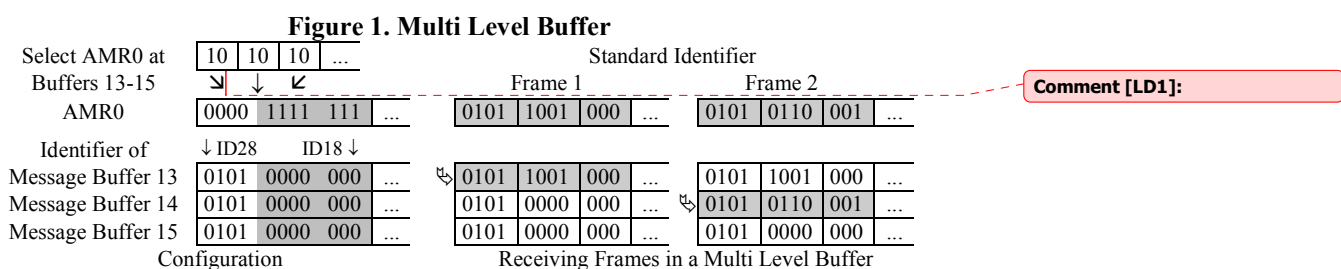 Figure 1. Multi Level Buffer
Select AMR0 at 10 10 10 ... Standard Identifier
Buffers 13-15 ↘ ↓ ↙ Frame 1 Frame 2 Comment [LD1]:
AMR0 0000 1111 111 ... 0101 1001 000 ... 0101 0110 001 ...
Identifier of ↓ ID28 ID18 ↓
Message Buffer 13 0101 0000 000 ... 0101 1001 000 ... 0101 1001 000 ...
Message Buffer 14 0101 0000 000 ... 0101 0000 000 ... 0101 0110 001 ...
Message Buffer 15 0101 0000 000 ... 0101 0000 000 ... 0101 0000 000 ...
Configuration Receiving Frames in a Multi Level Buffer